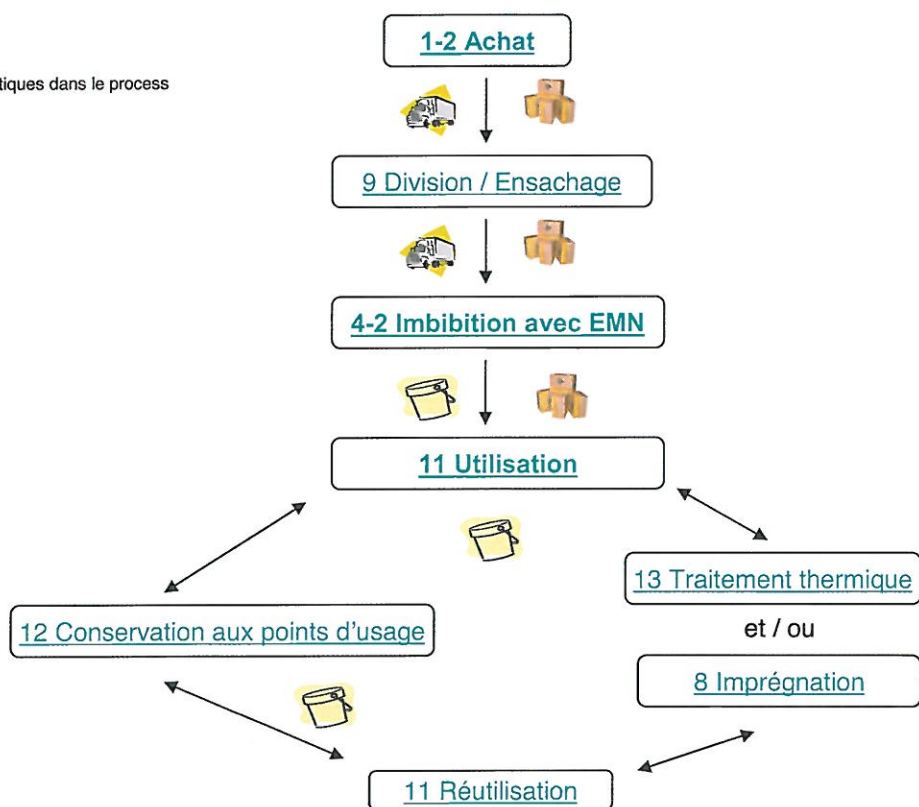 1-2 Achat
tiques dans le process
9 Division / Ensachage
4-2 Imbibition avec EMN
11 Utilisation
13 Traitement thermique
12 Conservation aux points d'usage
et / ou
8 Imprégnation
11 Réutilisation